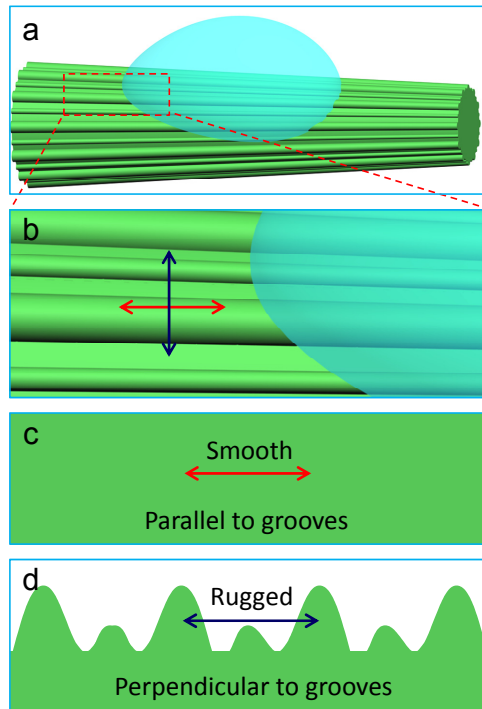 a
b
c
Smooth
Parallel to grooves
d
Rugged
Perpendicular to grooves